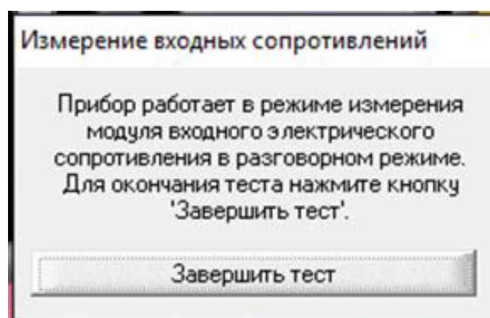 Измерение входных сопротивлений
Прибор работает в режиме измерения
модуля входного электрического
сопротивления в разговорном режиме.
Для окончания теста нажмите кнопку
'Завершить тест'.
Завершить тест